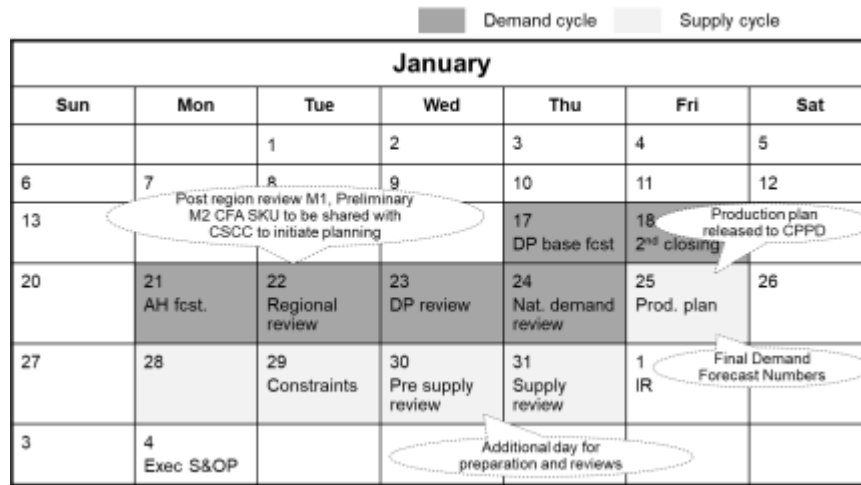 Demand cycle Supply cycle
January
Sun Mon Tue Wed Thu Fri Sat
1 2 3 4 5
6 7 8 9 10 11 12
Post region review M1, Preliminary
M2 CFA SKU to be shared with
CSCC to initiate planning
13 17 18
DP base fcst 2nd closing
Production plan
released to CPPD
20 21 22 23 24 25 26
AH fcst. Regional DP review Nat. demand Prod. plan
review review
27 28 29 30 31 1
Constraints Pre supply Supply IR
review review
Final Demand
Forecast Numbers
3 4
Exec S&OP
Additional day for
preparation and reviews